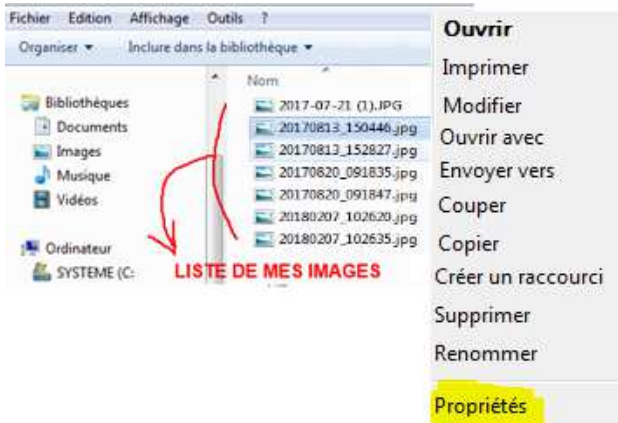 Fichier Edition Affichage Outils ?
Organiser Inclure dans la bibliothèque
Nom
Bibliothèques
Documents
Images
Musique
Vidéos
Ordinateur
SYSTEME (C:
2017-07-21 (1).JPG
20170813_150446.jpg
20170813_152827.jpg
20170820_091835.jpg
20170820_091847.jpg
20180207_102620.jpg
20180207_102635.jpg
LISTE DE MES IMAGES
Ouvrir
Imprimer
Modifier
Ouvrir avec
Envoyer vers
Couper
Copier
Créer un raccourci
Supprimer
Renommer
Propriétés